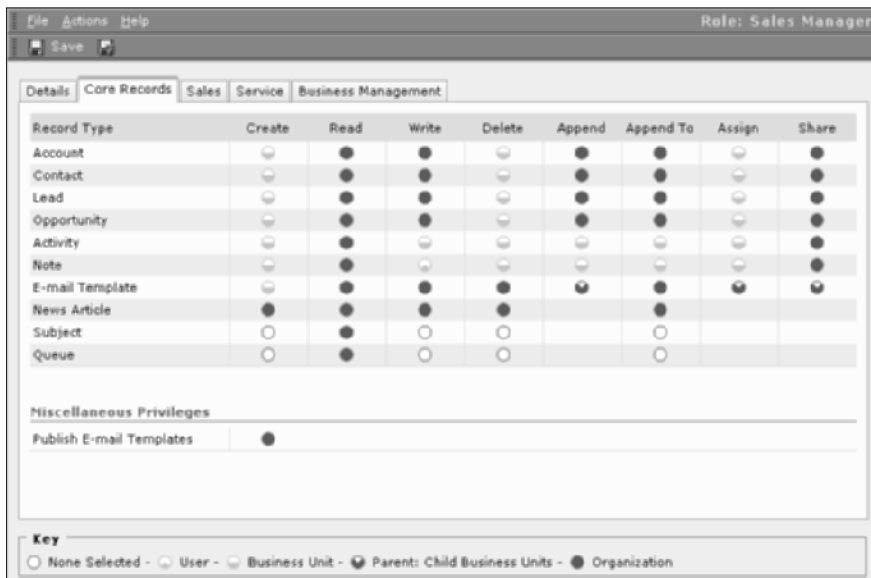 File Actions Help Role: Sales Manager
Save
Details Core Records Sales Service Business Management
Record Type Create Read Write Delete Append Append To Assign Share
Account
Contact
Lead
Opportunity
Activity
Note
E-mail Template
News Article
Subject
Queue
Miscellaneous Privileges
Publish E-mail Templates
Key
None Selected - User - Business Unit - Parent: Child Business Units - Organization